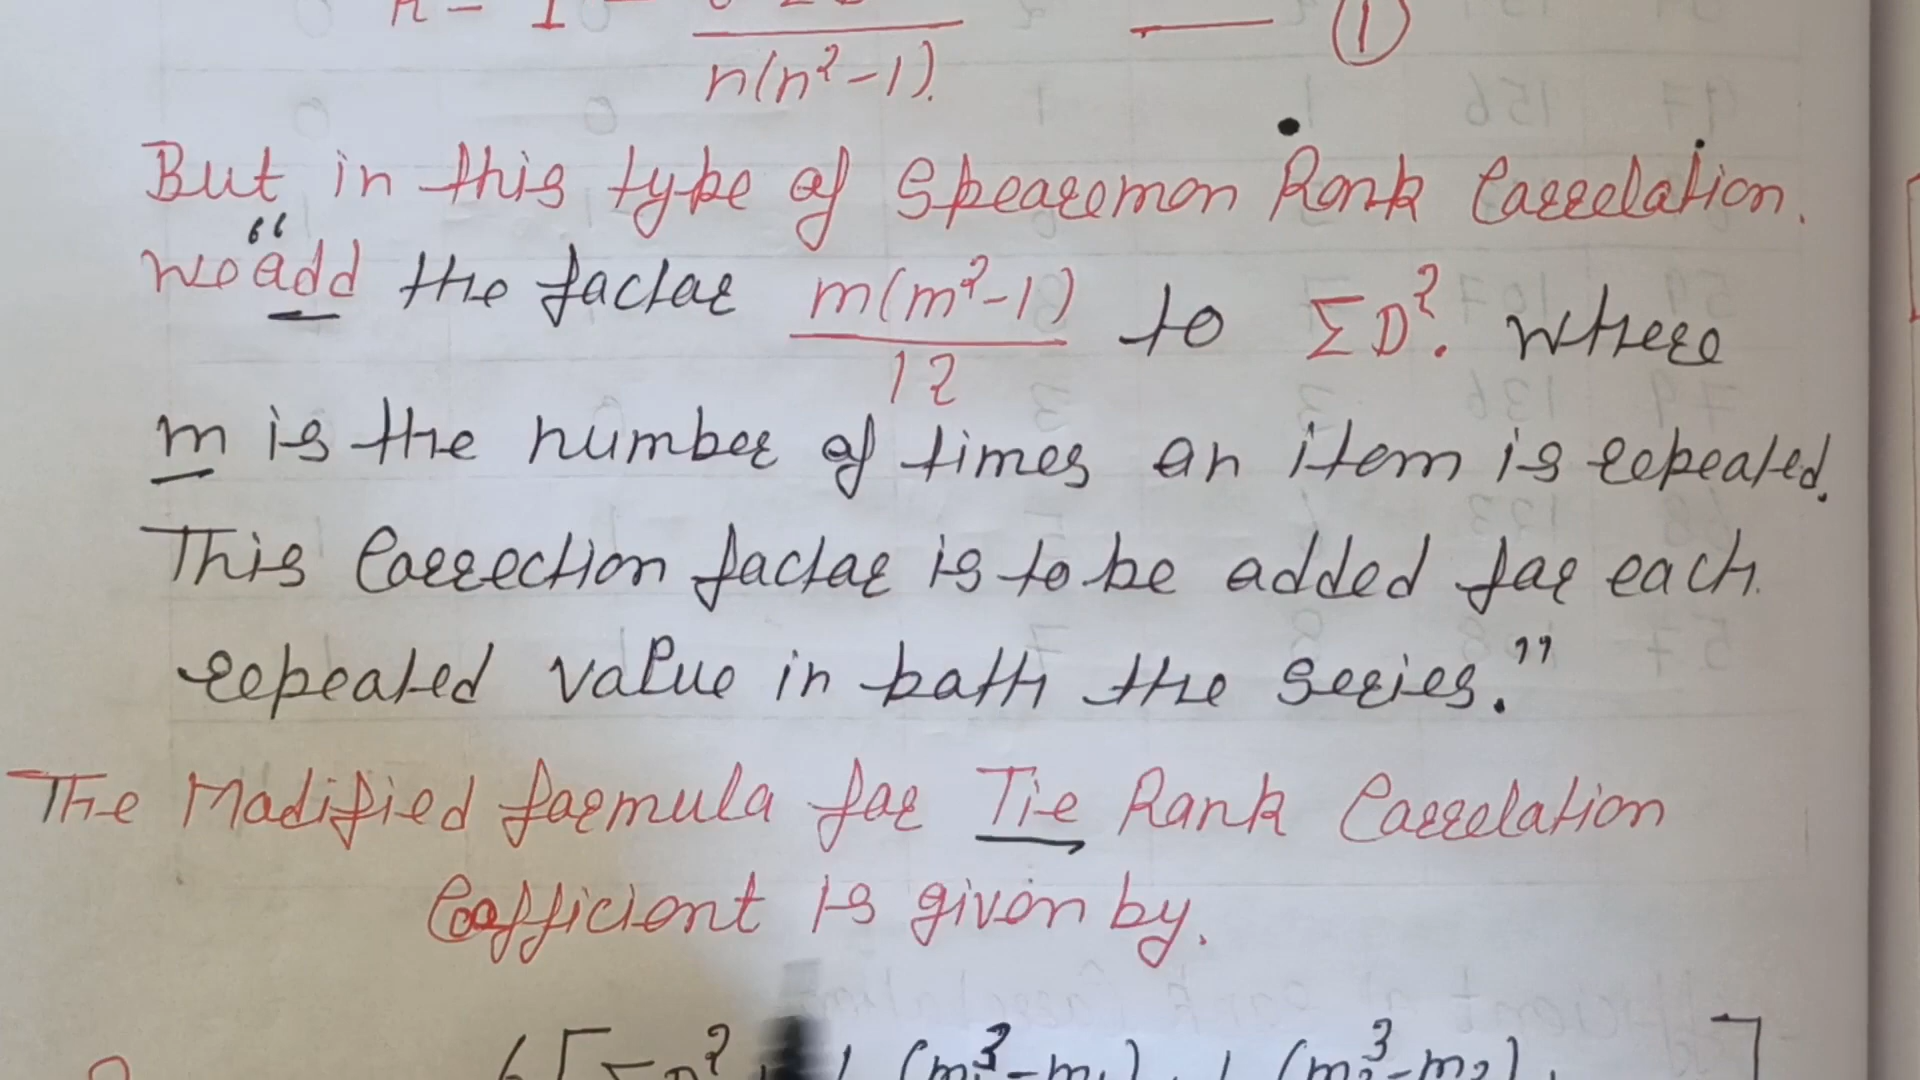 n(n²-1).
①
But in this type of Spearemon Rank Correlation.
We “add the factor m(m²-1)/12 to ΣD². Where
m is the number of times an item is repeated.
This Correction factor is to be added for each
repeated value in both the series.”
The Modified formula for Tie Rank Correlation
Coefficient is given by.